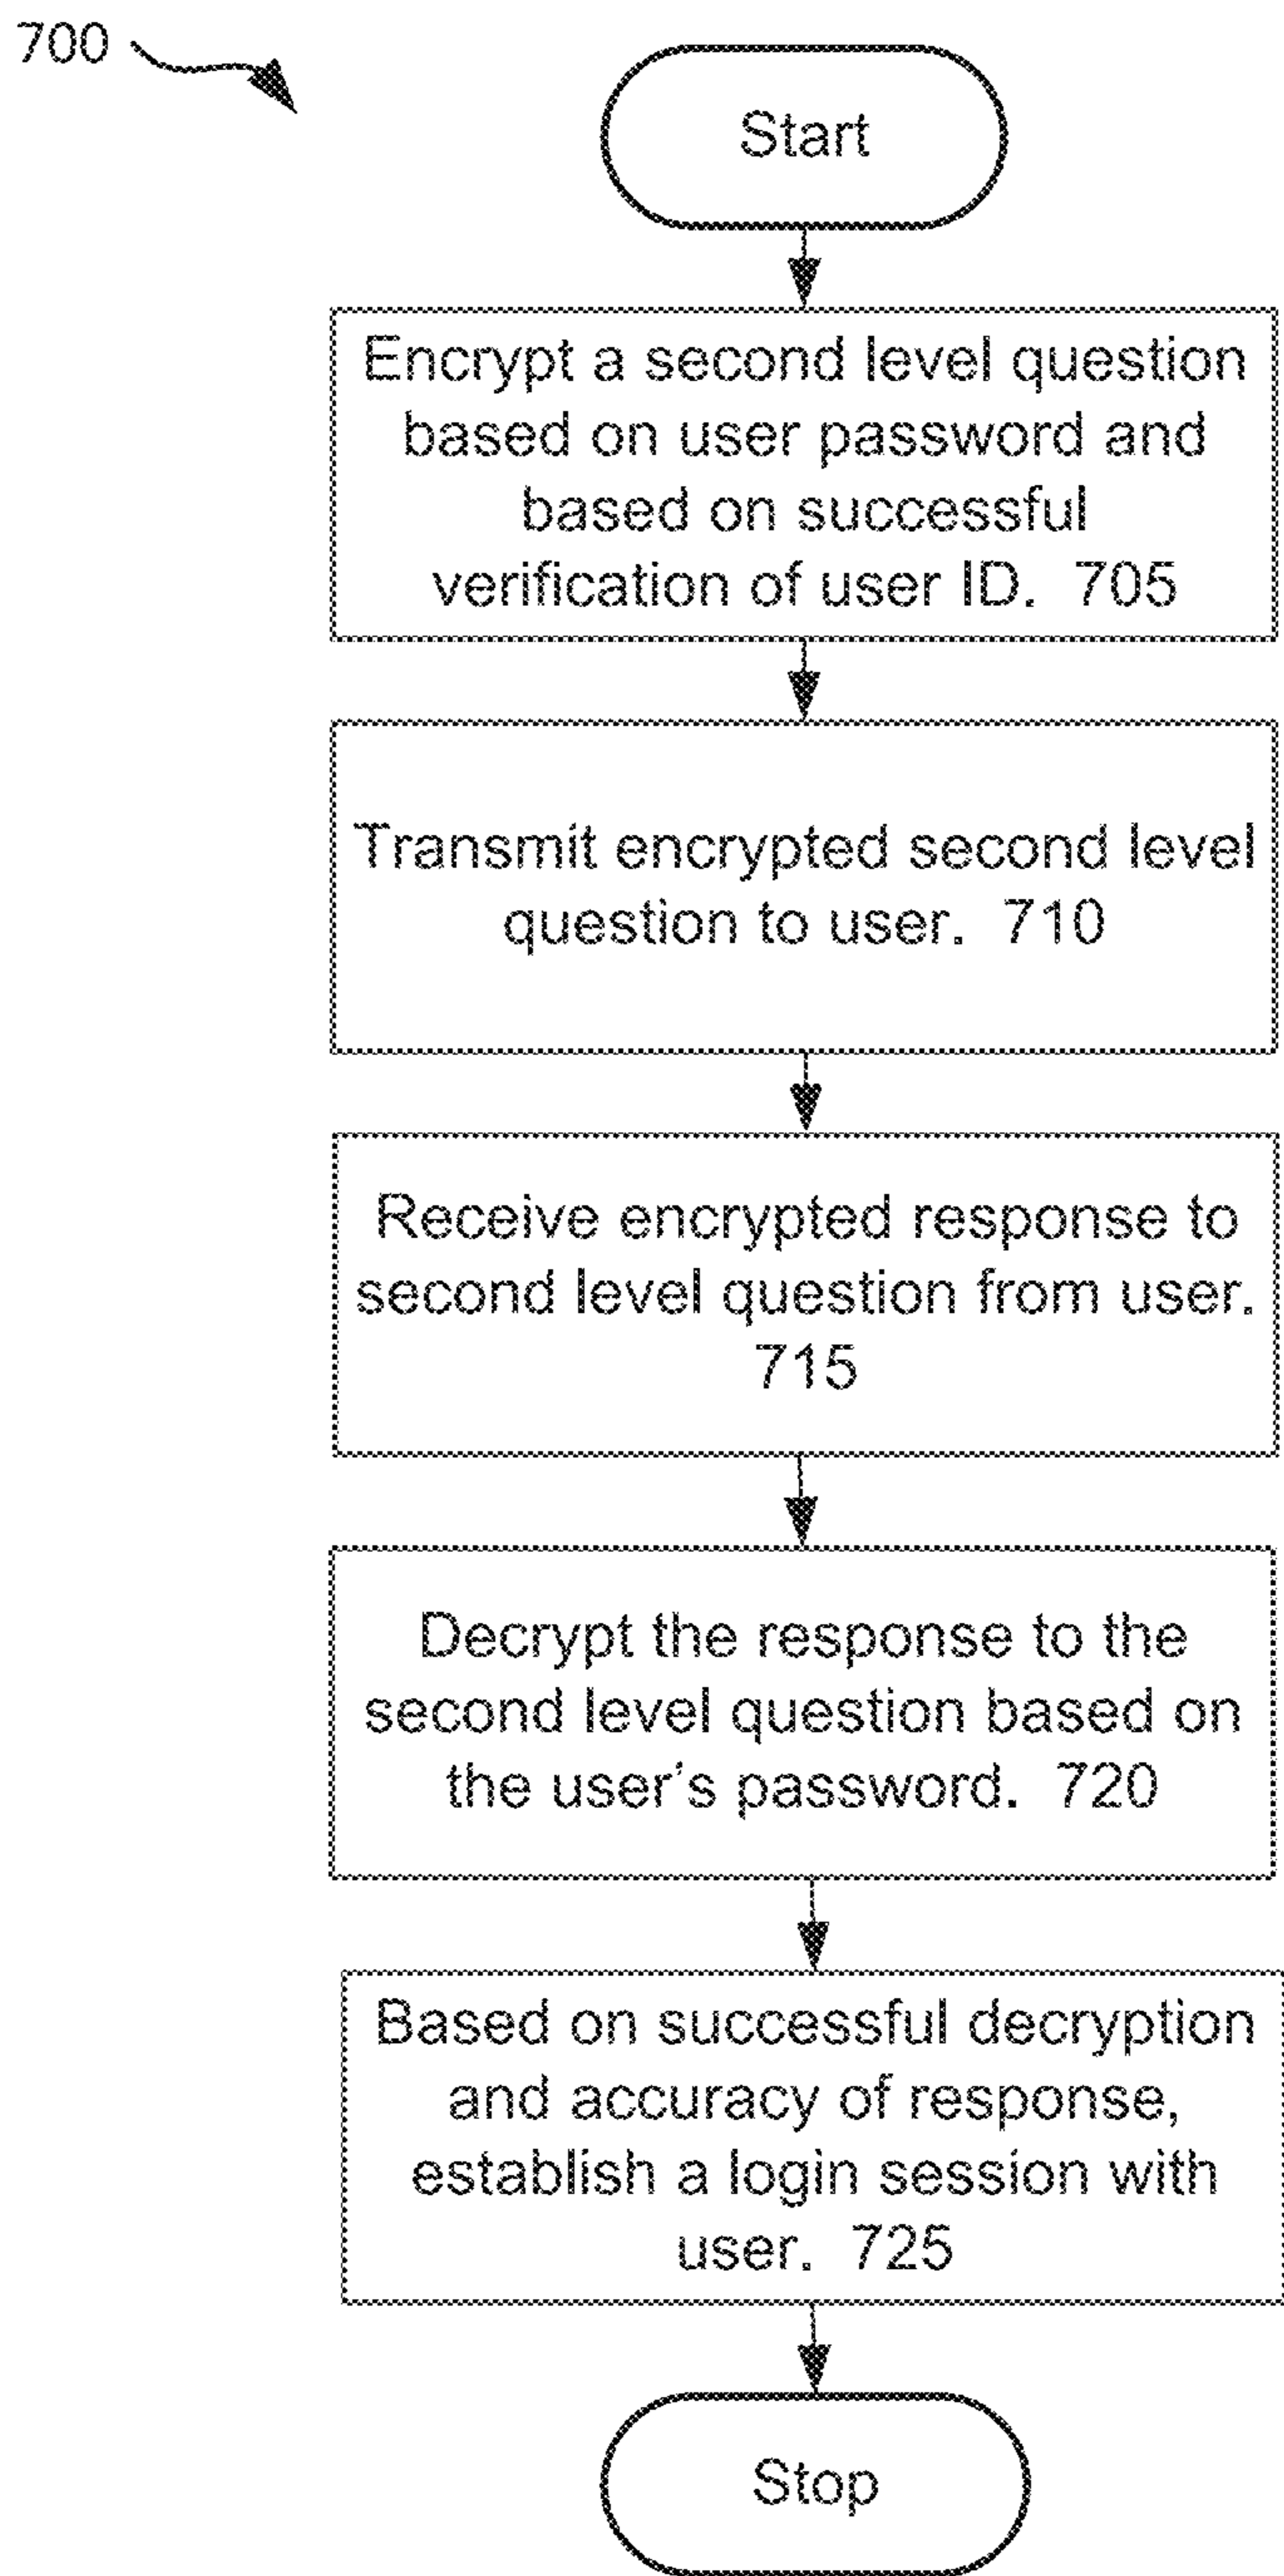 700
Start
Encrypt a second level question
based on user password and
based on successful
verification of user ID.  705
Transmit encrypted second level
question to user.  710
Receive encrypted response to
second level question from user.
715
Decrypt the response to the
second level question based on
the user's password.  720
Based on successful decryption
and accuracy of response,
establish a login session with
user.  725
Stop